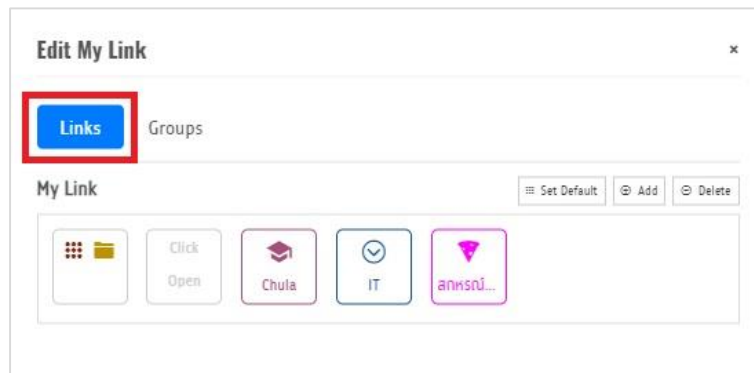 Edit My Link
×
Links Groups
My Link
Set Default Add Delete
Click
Open
Chula
IT
สหกรณ์...